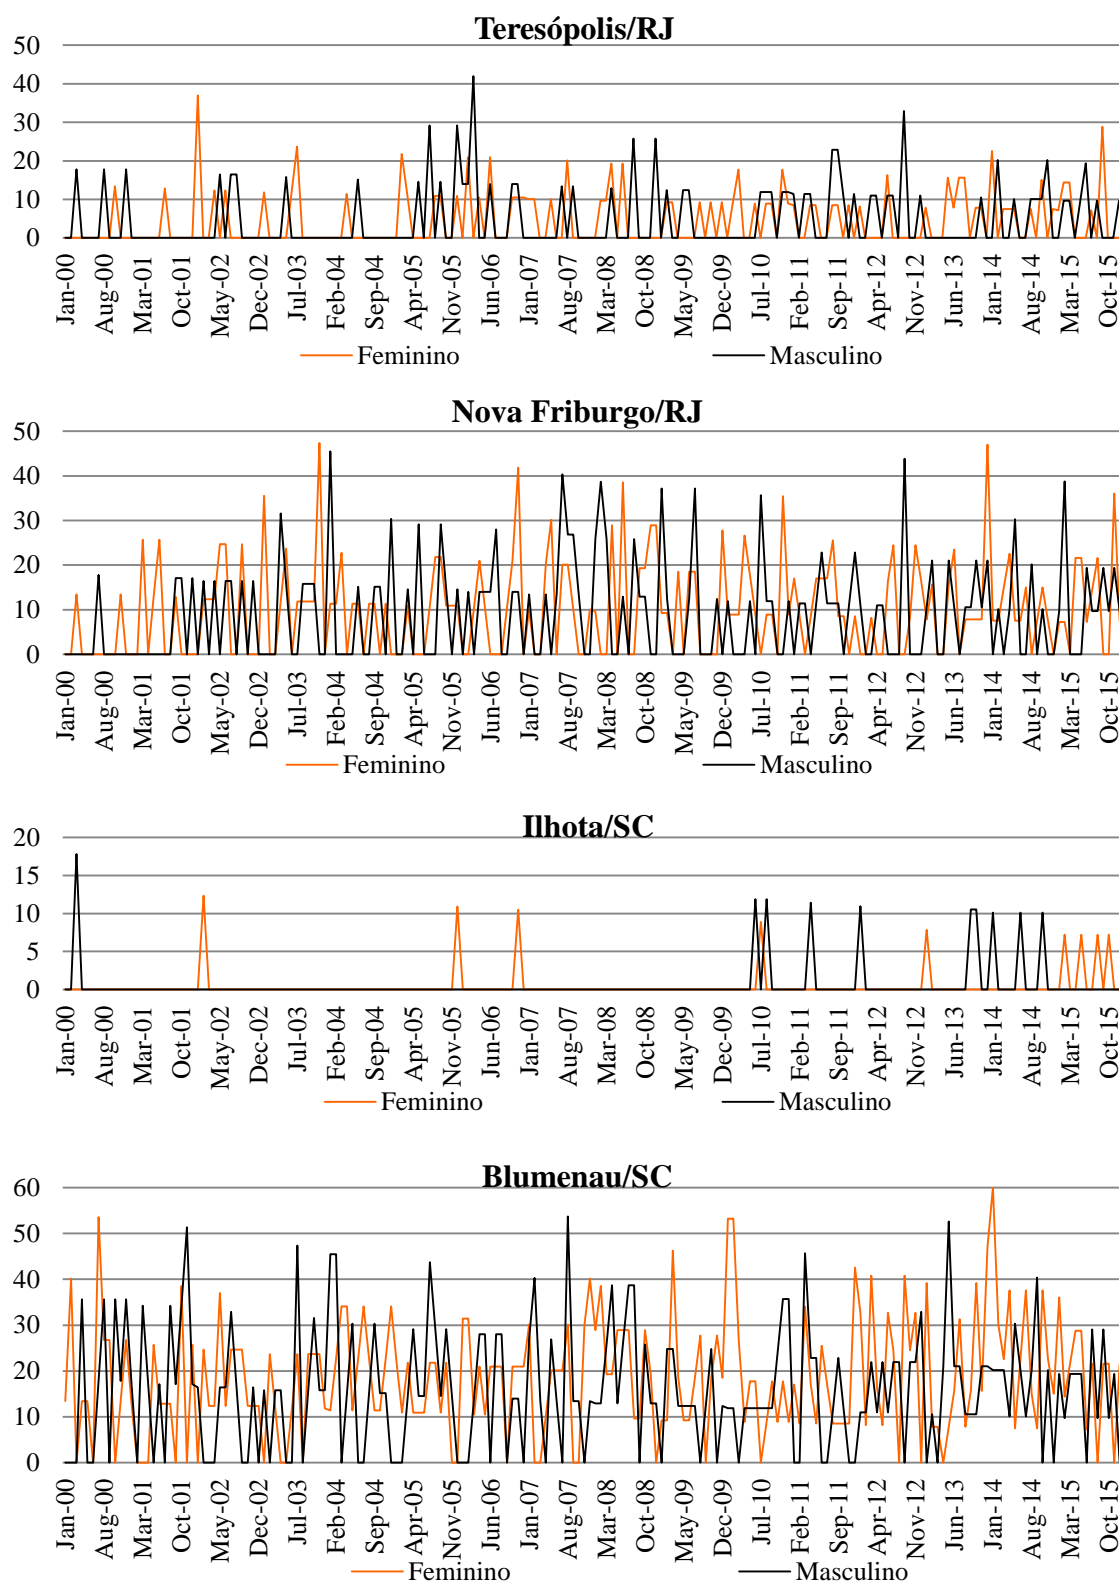 Teresópolis/RJ
50
40
30
20
10
0
Jan-00 Aug-00 Mar-01 Oct-01 May-02 Dec-02 Jul-03 Feb-04 Sep-04 Apr-05 Nov-05 Jun-06 Jan-07 Aug-07 Mar-08 Oct-08 May-09 Dec-09 Jul-10 Feb-11 Sep-11 Apr-12 Nov-12 Jun-13 Jan-14 Aug-14 Mar-15 Oct-15
Feminino Masculino
Nova Friburgo/RJ
50
40
30
20
10
0
Jan-00 Aug-00 Mar-01 Oct-01 May-02 Dec-02 Jul-03 Feb-04 Sep-04 Apr-05 Nov-05 Jun-06 Jan-07 Aug-07 Mar-08 Oct-08 May-09 Dec-09 Jul-10 Feb-11 Sep-11 Apr-12 Nov-12 Jun-13 Jan-14 Aug-14 Mar-15 Oct-15
Feminino Masculino
Ilhota/SC
20
15
10
5
0
Jan-00 Aug-00 Mar-01 Oct-01 May-02 Dec-02 Jul-03 Feb-04 Sep-04 Apr-05 Nov-05 Jun-06 Jan-07 Aug-07 Mar-08 Oct-08 May-09 Dec-09 Jul-10 Feb-11 Sep-11 Apr-12 Nov-12 Jun-13 Jan-14 Aug-14 Mar-15 Oct-15
Feminino Masculino
Blumenau/SC
60
50
40
30
20
10
0
Jan-00 Aug-00 Mar-01 Oct-01 May-02 Dec-02 Jul-03 Feb-04 Sep-04 Apr-05 Nov-05 Jun-06 Jan-07 Aug-07 Mar-08 Oct-08 May-09 Dec-09 Jul-10 Feb-11 Sep-11 Apr-12 Nov-12 Jun-13 Jan-14 Aug-14 Mar-15 Oct-15
Feminino Masculino